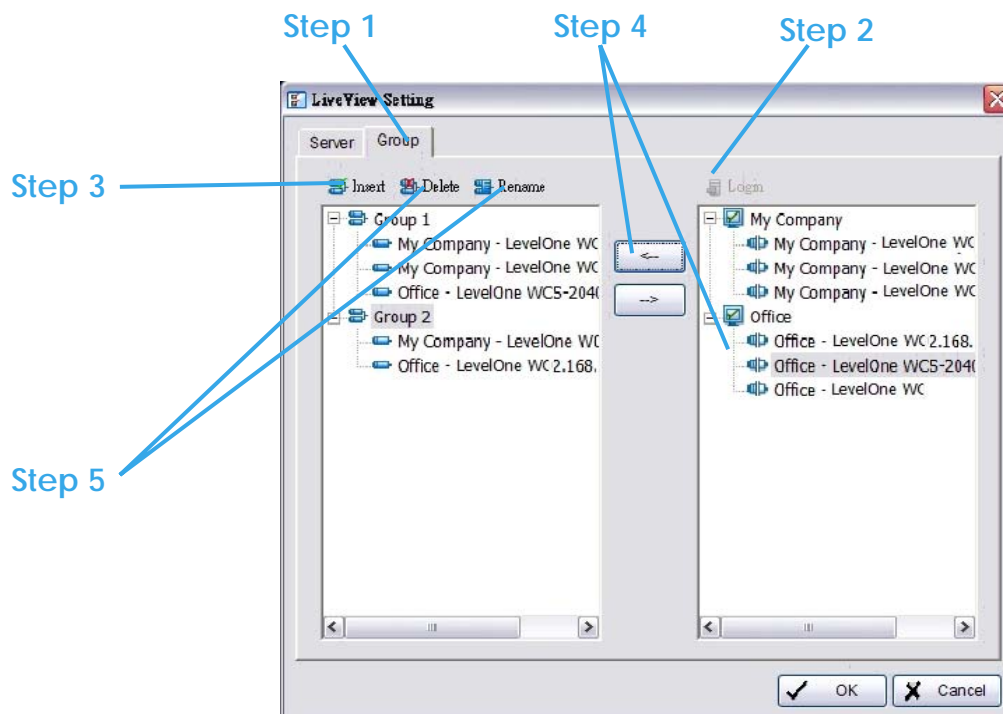 Step 1
Step 4
Step 2
LiveView Setting
Server
Group
Step 3
Insert
Delete
Rename
Login
Group 1
My Company - LevelOne WC
My Company - LevelOne WC
Office - LevelOne WCS-204(
Group 2
My Company - LevelOne WC
Office - LevelOne WC 2.168.
<--
-->
My Company
My Company - LevelOne WC
My Company - LevelOne WC
My Company - LevelOne WC
Office
Office - LevelOne WC 2.168.
Office - LevelOne WCS-204(
Office - LevelOne WC
Step 5
OK
Cancel